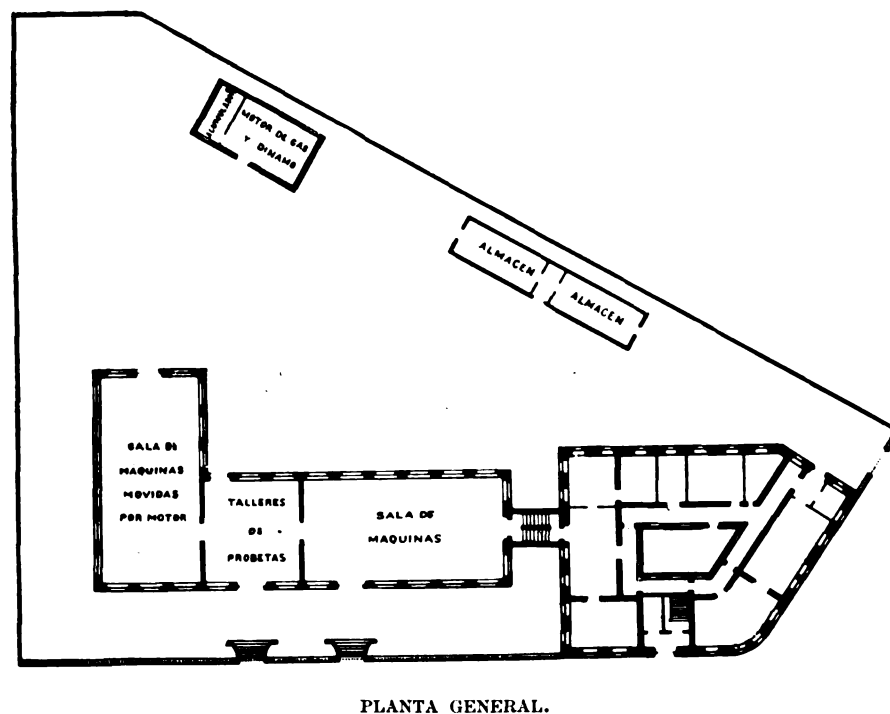 MOTOR DE GAS
Y DINAMO
ALMACEN
ALMACEN
SALA DE
MAQUINAS
MOVIDAS
POR MOTOR
TALLERES
DE
PROBETAS
SALA DE
MAQUINAS
PLANTA GENERAL.